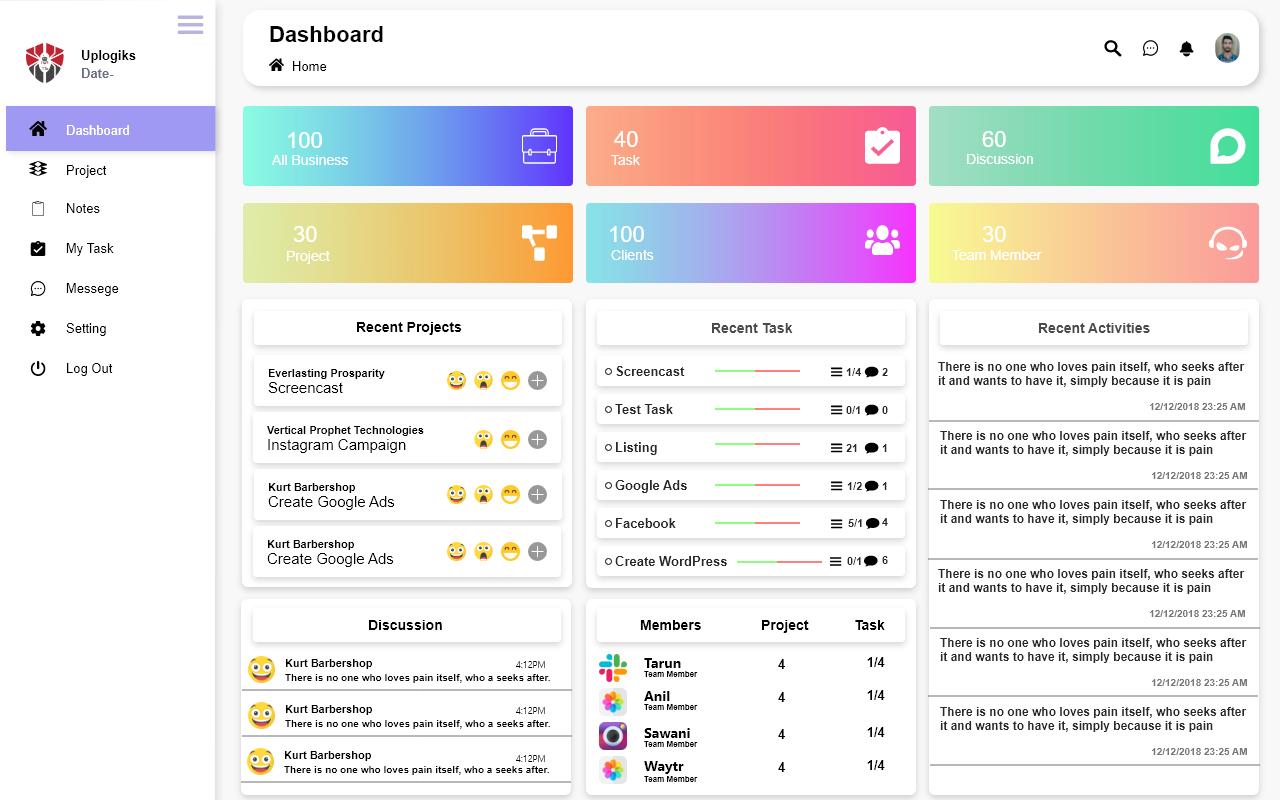 Uplogiks
Date-
Dashboard
Project
Notes
My Task
Messege
Setting
Log Out
Dashboard
Home
100
All Business
40
Task
60
Discussion
30
Project
100
Clients
30
Team Member
Recent Projects
Everlasting Prosparity
Screencast
Vertical Prophet Technologies
Instagram Campaign
Kurt Barbershop
Create Google Ads
Kurt Barbershop
Create Google Ads
Recent Task
Screencast 1/4 2
Test Task 0/1 0
Listing 21 1
Google Ads 1/2 1
Facebook 5/1 4
Create WordPress 0/1 6
Recent Activities
There is no one who loves pain itself, who seeks after
it and wants to have it, simply because it is pain
12/12/2018 23:25 AM
There is no one who loves pain itself, who seeks after
it and wants to have it, simply because it is pain
12/12/2018 23:25 AM
There is no one who loves pain itself, who seeks after
it and wants to have it, simply because it is pain
12/12/2018 23:25 AM
There is no one who loves pain itself, who seeks after
it and wants to have it, simply because it is pain
12/12/2018 23:25 AM
There is no one who loves pain itself, who seeks after
it and wants to have it, simply because it is pain
12/12/2018 23:25 AM
There is no one who loves pain itself, who seeks after
it and wants to have it, simply because it is pain
12/12/2018 23:25 AM
Discussion
Kurt Barbershop 4:12PM
There is no one who loves pain itself, who a seeks after.
Kurt Barbershop 4:12PM
There is no one who loves pain itself, who a seeks after.
Kurt Barbershop 4:12PM
There is no one who loves pain itself, who a seeks after.
Members Project Task
Tarun 4 1/4
Team Member
Anil 4 1/4
Team Member
Sawani 4 1/4
Team Member
Waytr 4 1/4
Team Member